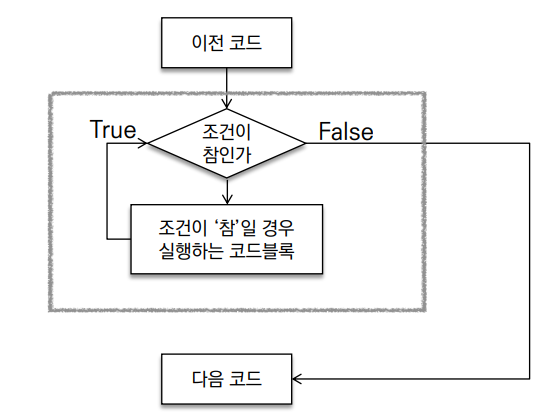 이전 코드
True
조건이
참인가
False
조건이 ‘참’일 경우
실행하는 코드블록
다음 코드